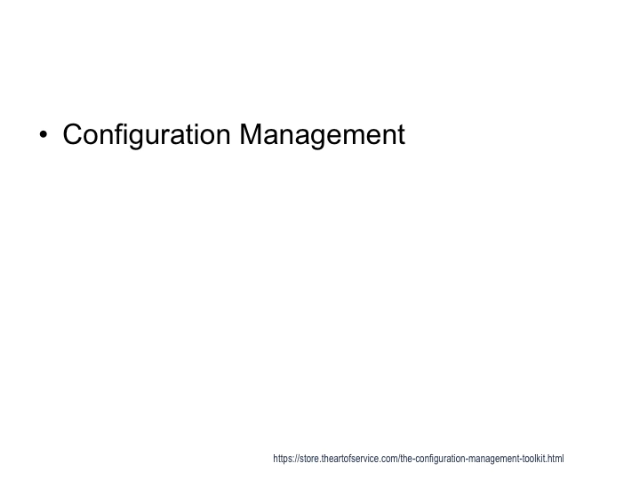 • Configuration Management
https://store.theartofservice.com/the-configuration-management-toolkit.html